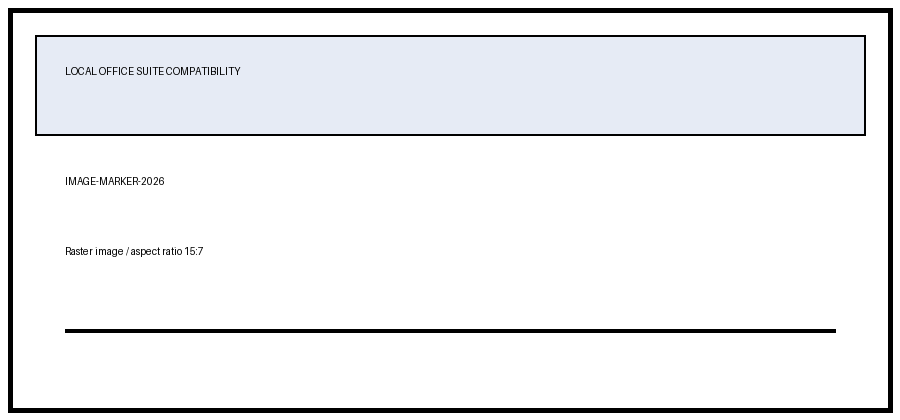 LOCAL OFFICE SUITE COMPATIBILITY
IMAGE-MARKER-2026
Raster image / aspect ratio 15:7